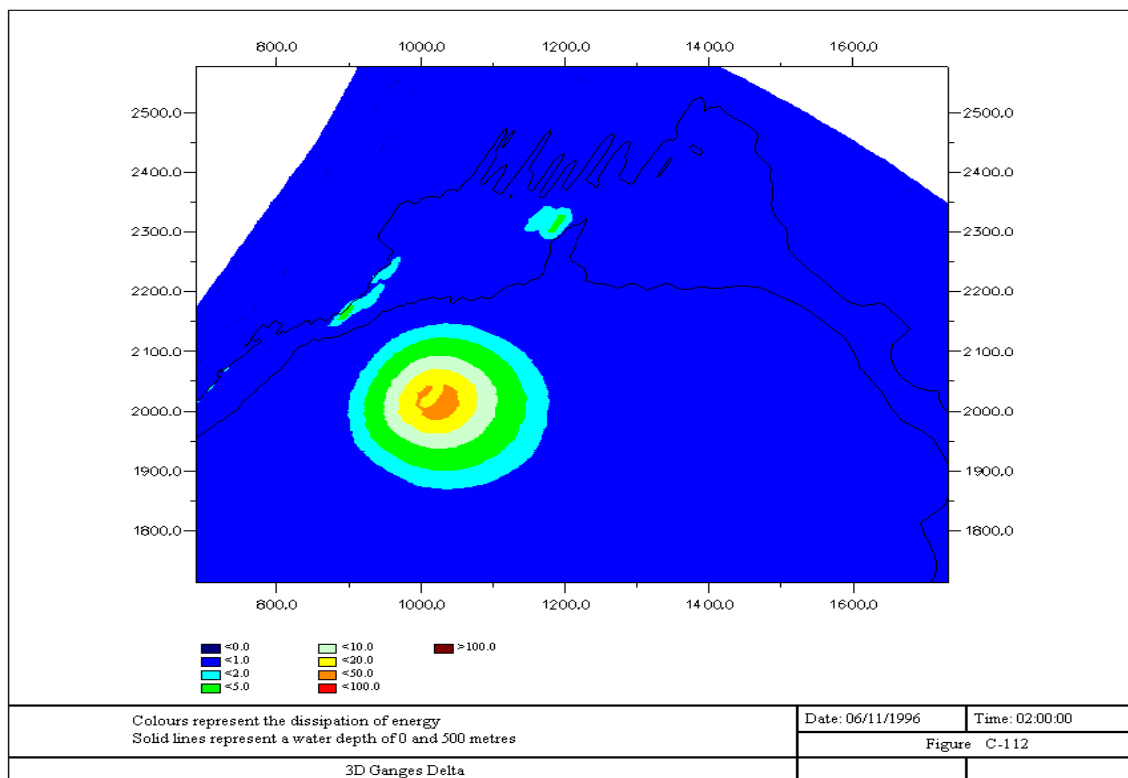 800.0 1000.0 1200.0 1400.0 1600.0
2500.0 2500.0
2400.0 2400.0
2300.0 2300.0
2200.0 2200.0
2100.0 2100.0
2000.0 2000.0
1900.0 1900.0
1800.0 1800.0
800.0 1000.0 1200.0 1400.0 1600.0
<0.0 <10.0 >100.0
<1.0 <20.0
<2.0 <50.0
<5.0 <100.0
Colours represent the dissipation of energy
Solid lines represent a water depth of 0 and 500 metres
Date: 06/11/1996 Time: 02:00:00
Figure C-112
3D Ganges Delta